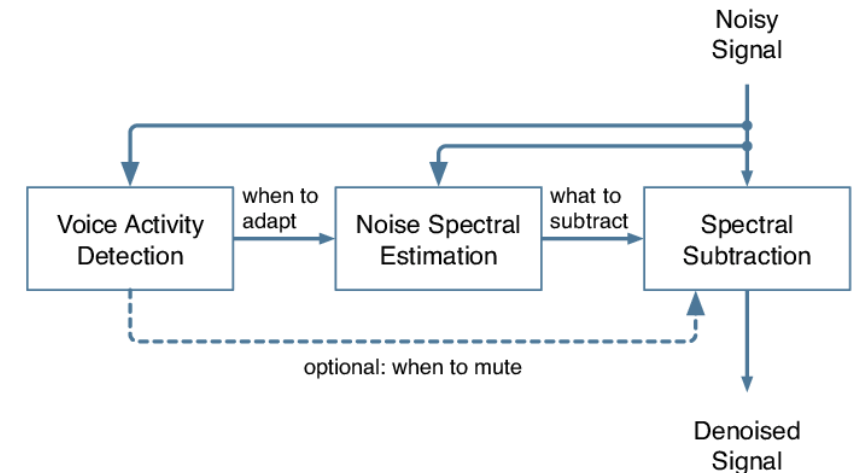 Noisy
Signal
when to
adapt
what to
subtract
Voice Activity
Detection
Noise Spectral
Estimation
Spectral
Subtraction
optional: when to mute
Denoised
Signal